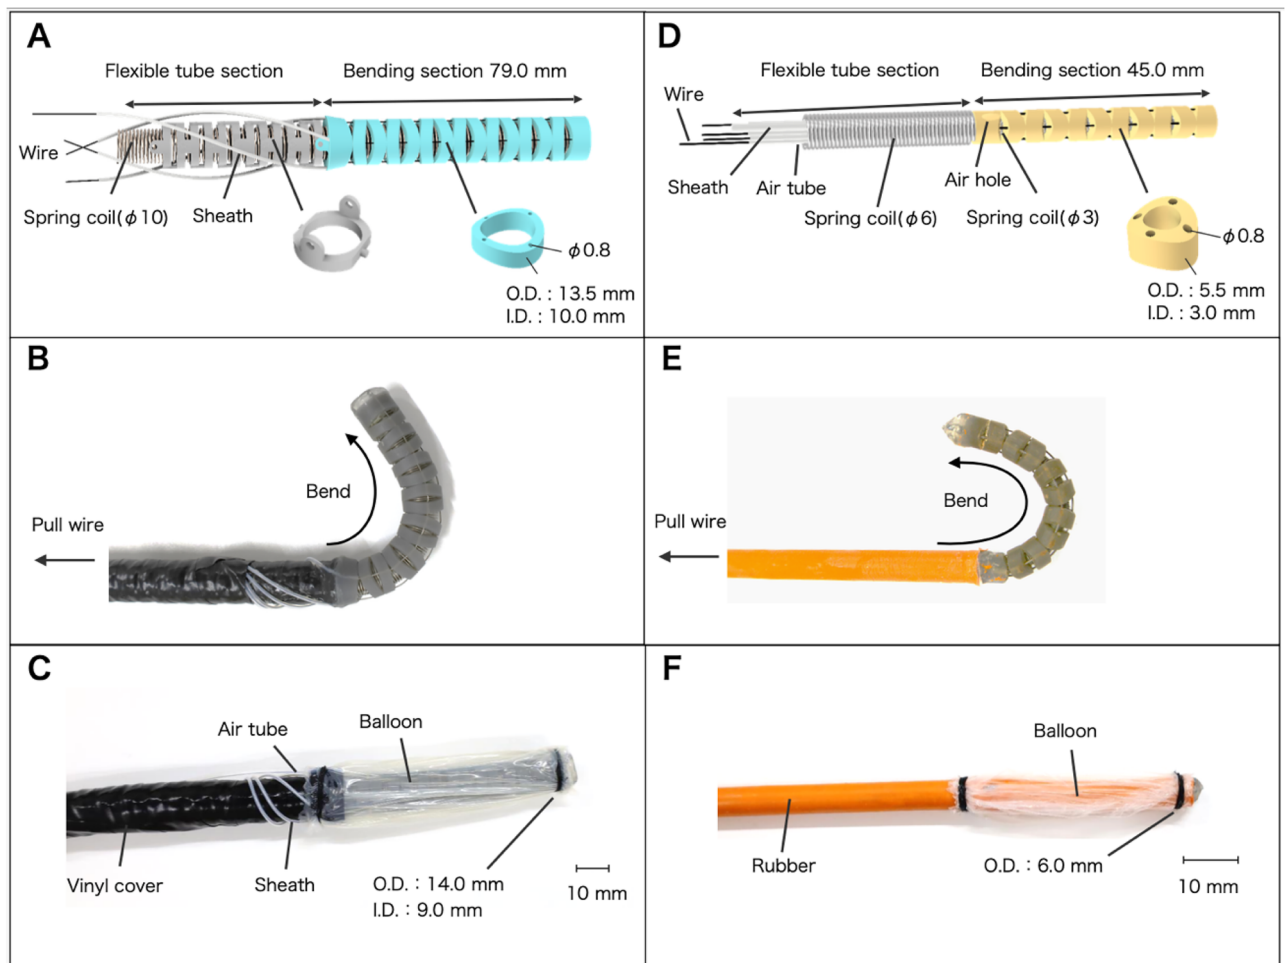 A
Flexible tube section
Bending section 79.0 mm
Wire
Spring coil(φ10)
Sheath
φ0.8
O.D. : 13.5 mm
I.D. : 10.0 mm
D
Flexible tube section
Bending section 45.0 mm
Wire
Sheath
Air tube
Air hole
Spring coil(φ6)
Spring coil(φ3)
φ0.8
O.D. : 5.5 mm
I.D. : 3.0 mm
B
Bend
Pull wire
E
Bend
Pull wire
C
Air tube
Balloon
Vinyl cover
Sheath
O.D. : 14.0 mm
I.D. : 9.0 mm
10 mm
F
Balloon
Rubber
O.D. : 6.0 mm
10 mm